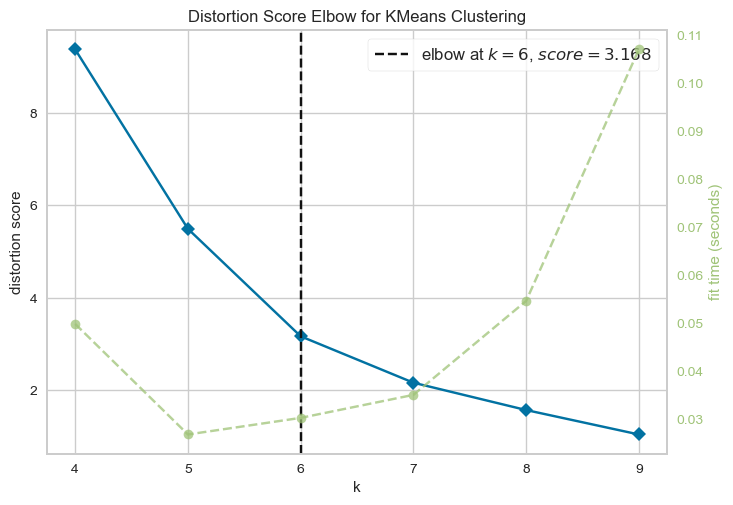 Distortion Score Elbow for KMeans Clustering
elbow at k = 6, score = 3.168
distortion score
8
6
4
2
0.11
0.10
0.09
0.08
0.07
0.06
0.05
0.04
0.03
fit time (seconds)
4 5 6 7 8 9
k